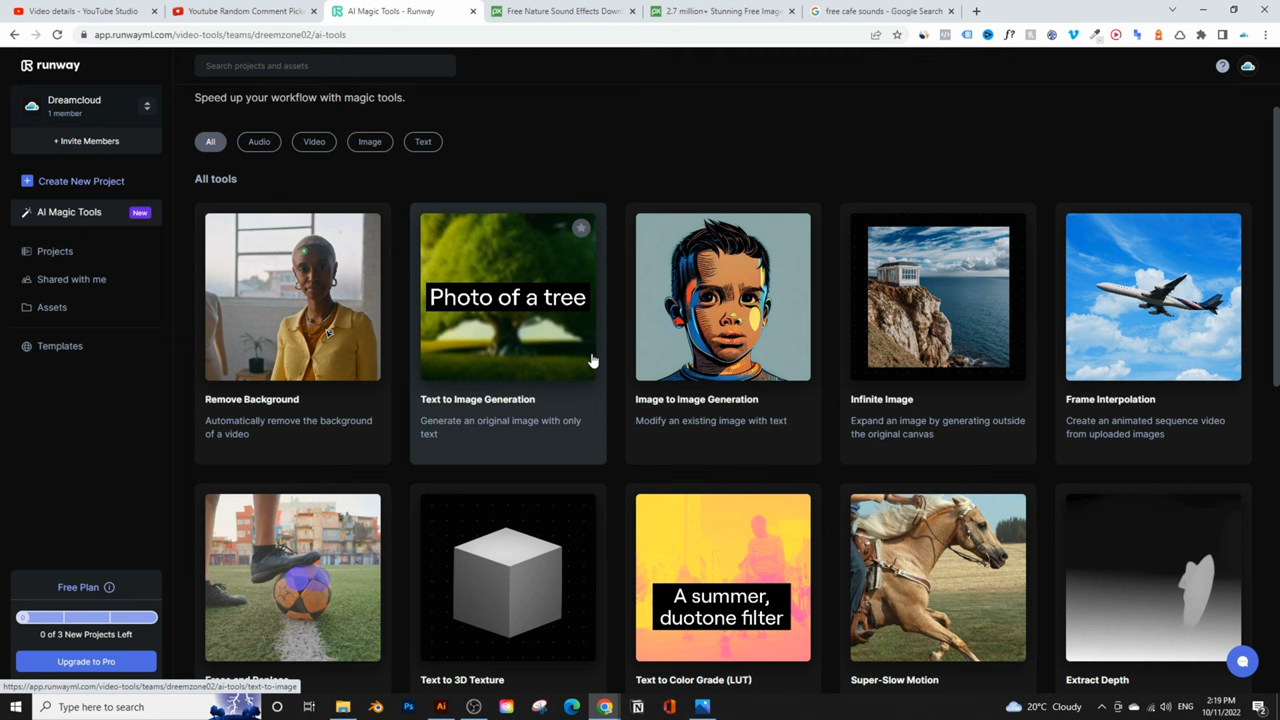 Video details - YouTube Studio
Youtube Random Comment Pick
AI Magic Tools - Runway
Free Nature Sound Effects Down
2.7 million+ Stunning Free Imag
free cafe sounds - Google Search
app.runwayml.com/video-tools/teams/dreemzone02/ai-tools
runway
Search projects and assets
Dreamcloud
1 member
+ Invite Members
Create New Project
AI Magic Tools New
Projects
Shared with me
Assets
Templates
Speed up your workflow with magic tools.
All Audio Video Image Text
All tools
Photo of a tree
Remove Background
Automatically remove the background
of a video
Text to Image Generation
Generate an original image with only
text
Image to Image Generation
Modify an existing image with text
Infinite Image
Expand an image by generating outside
the original canvas
Frame Interpolation
Create an animated sequence video
from uploaded images
A summer,
duotone filter
Text to 3D Texture
Text to Color Grade (LUT)
Super-Slow Motion
Extract Depth
Free Plan
0 of 3 New Projects Left
Upgrade to Pro
https://app.runwayml.com/video-tools/teams/dreemzone02/ai-tools/text-to-image
Type here to search
20°C Cloudy
2:19 PM
10/11/2022